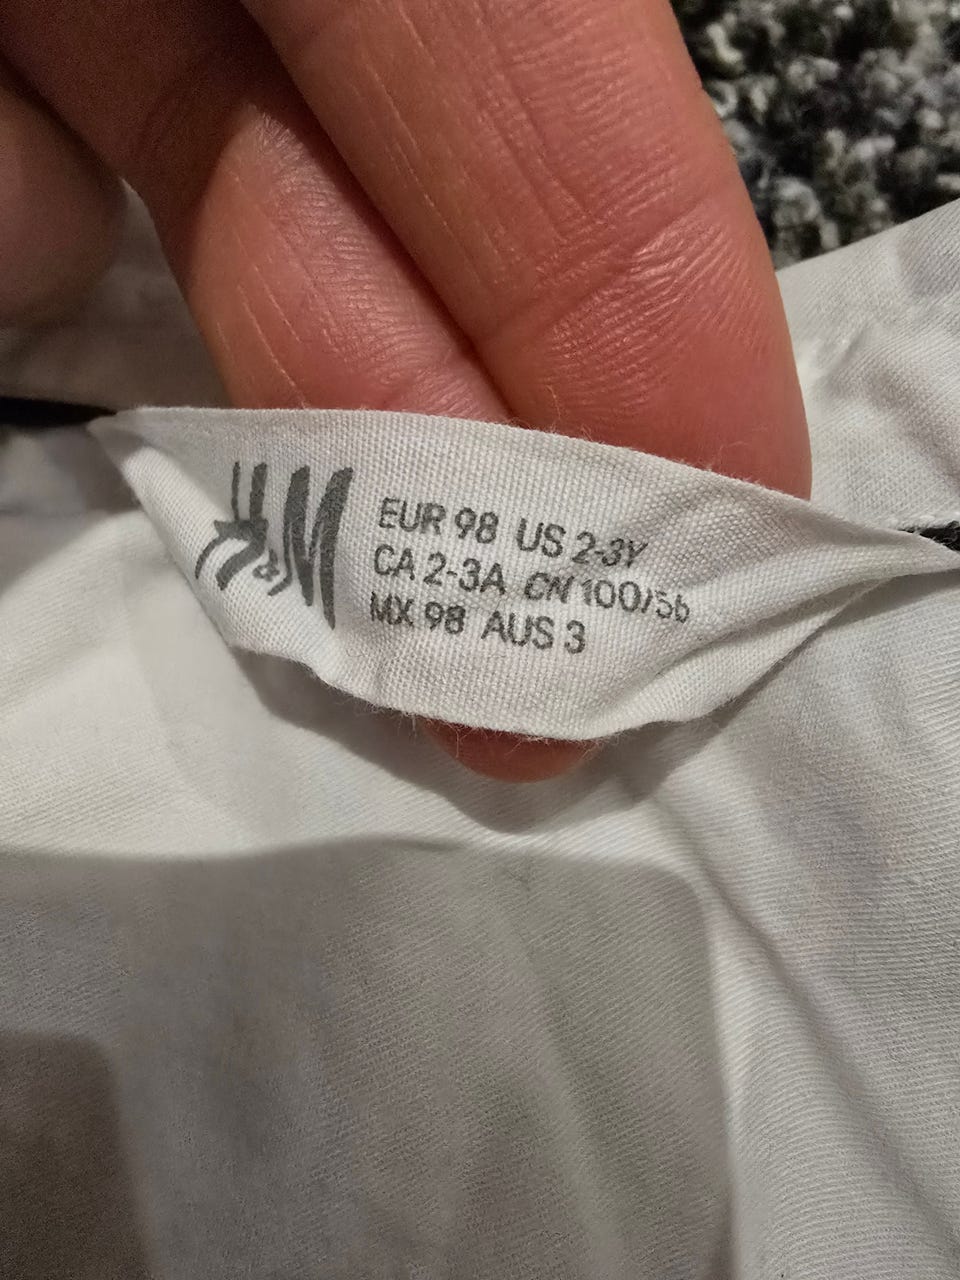 H&M
EUR 98 US 2-3Y
CA 2-3A CN 100/56
MX 98 AUS 3